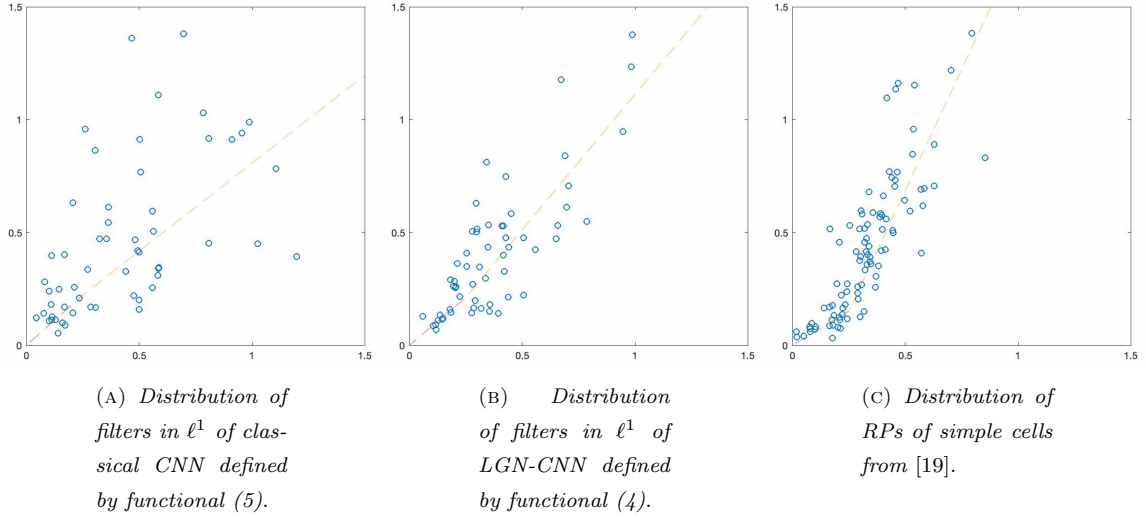 1.5
1
0.5
0
0
0.5
1
1.5
1.5
1
0.5
0
0
0.5
1
1.5
1.5
1
0.5
0
0
0.5
1
1.5
(A) Distribution of
filters in ℓ¹ of clas-
sical CNN defined
by functional (5).
(B) Distribution
of filters in ℓ¹ of
LGN-CNN defined
by functional (4).
(C) Distribution of
RPs of simple cells
from [19].